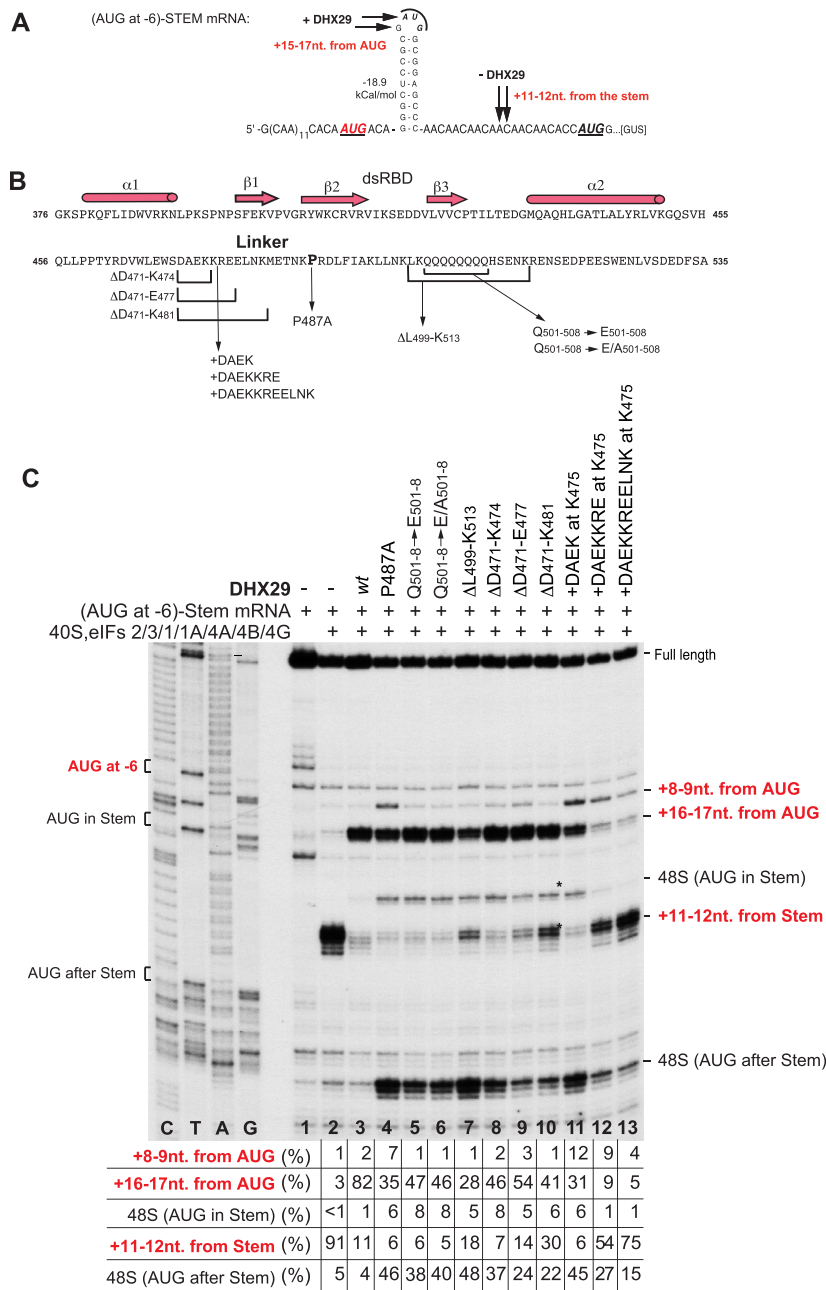 A
(AUG at -6)-STEM mRNA:
+ DHX29
A U
G G
+15-17nt. from AUG
C - G
G - C
C - G
C - G
U - A
-18.9
kCal/mol
- DHX29
+11-12nt. from the stem
5' -G(CAA)11CACA AUG ACA - GC -AACAACAACAACAACAACACC AUG G...[GUS]
B
α1 β1 β2 dsRBD β3 α2
376 GKSPKQFLIDWVRKNLPKSPNPSFEKVPVGRYWKCRVRVIKSEDDVLVVCPTILTEDGMQAQHLGATLALYRLVKGQSVH 455
Linker
456 QLLPPTYRDVWLEWSDAEKKREELNKMETNKPRDLFIAKLLNKLKQQQQQQQQHSENKRENSEDPEESWENLVSDEDFSA 535
ΔD471-K474
ΔD471-E477
ΔD471-K481
P487A
ΔL499-K513
Q501-508 → E501-508
Q501-508 → E/A501-508
+DAEK
+DAEKKRE
+DAEKKREELNK
C
DHX29 - - wt P487A Q501-8→E501-8 Q501-8→E/A501-8 ΔL499-K513 ΔD471-K474 ΔD471-E477 ΔD471-K481 +DAEK at K475 +DAEKKRE at K475 +DAEKKREELNK at K475
(AUG at -6)-Stem mRNA + + + + + + + + + + + + +
40S,eIFs 2/3/1/1A/4A/4B/4G + + + + + + + + + + + +
Full length
AUG at -6
+8-9nt. from AUG
+16-17nt. from AUG
AUG in Stem
48S (AUG in Stem)
*
+11-12nt. from Stem
*
AUG after Stem
48S (AUG after Stem)
C T A G 1 2 3 4 5 6 7 8 9 10 11 12 13
+8-9nt. from AUG (%) 1 2 7 1 1 1 2 3 1 12 9 4
+16-17nt. from AUG (%) 3 82 35 47 46 28 46 54 41 31 9 5
48S (AUG in Stem) (%) <1 1 6 8 8 5 8 5 6 6 1 1
+11-12nt. from Stem (%) 91 11 6 6 5 18 7 14 30 6 54 75
48S (AUG after Stem) (%) 5 4 46 38 40 48 37 24 22 45 27 15